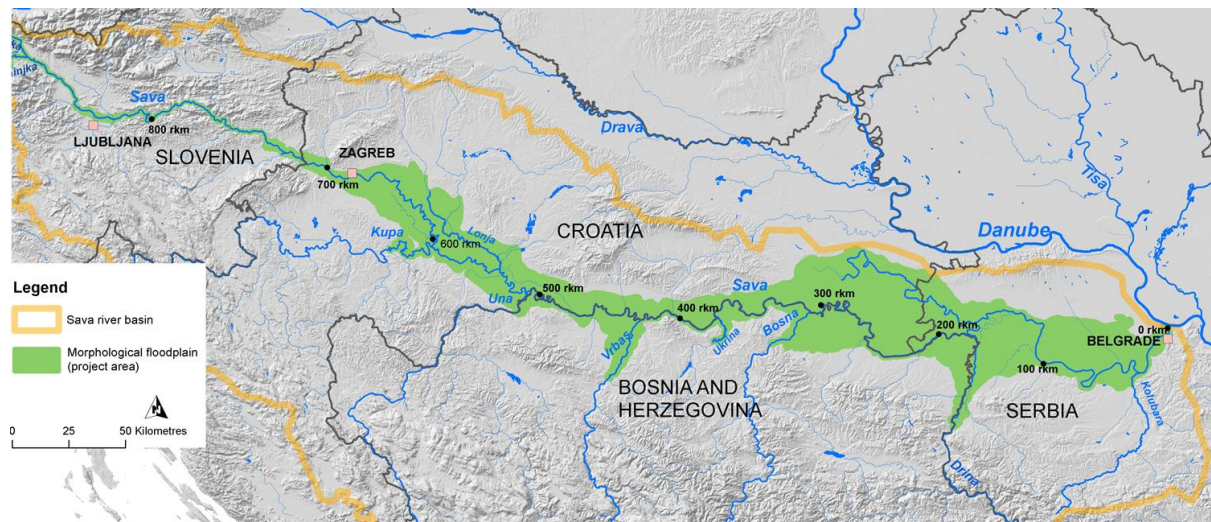 Sava
800 rkm
LJUBLJANA
SLOVENIA
ZAGREB
700 rkm
Drava
Tisa
Danube
CROATIA
Kupa
600 rkm
Lonja
Una
500 rkm
Sava
400 rkm
300 rkm
Vrbas
Ukrina
Bosna
200 rkm
0 rkm
BELGRADE
100 rkm
Kolubara
BOSNIA AND
HERZEGOVINA
SERBIA
Drina
Legend
Sava river basin
Morphological floodplain
(project area)
0 25 50 Kilometres